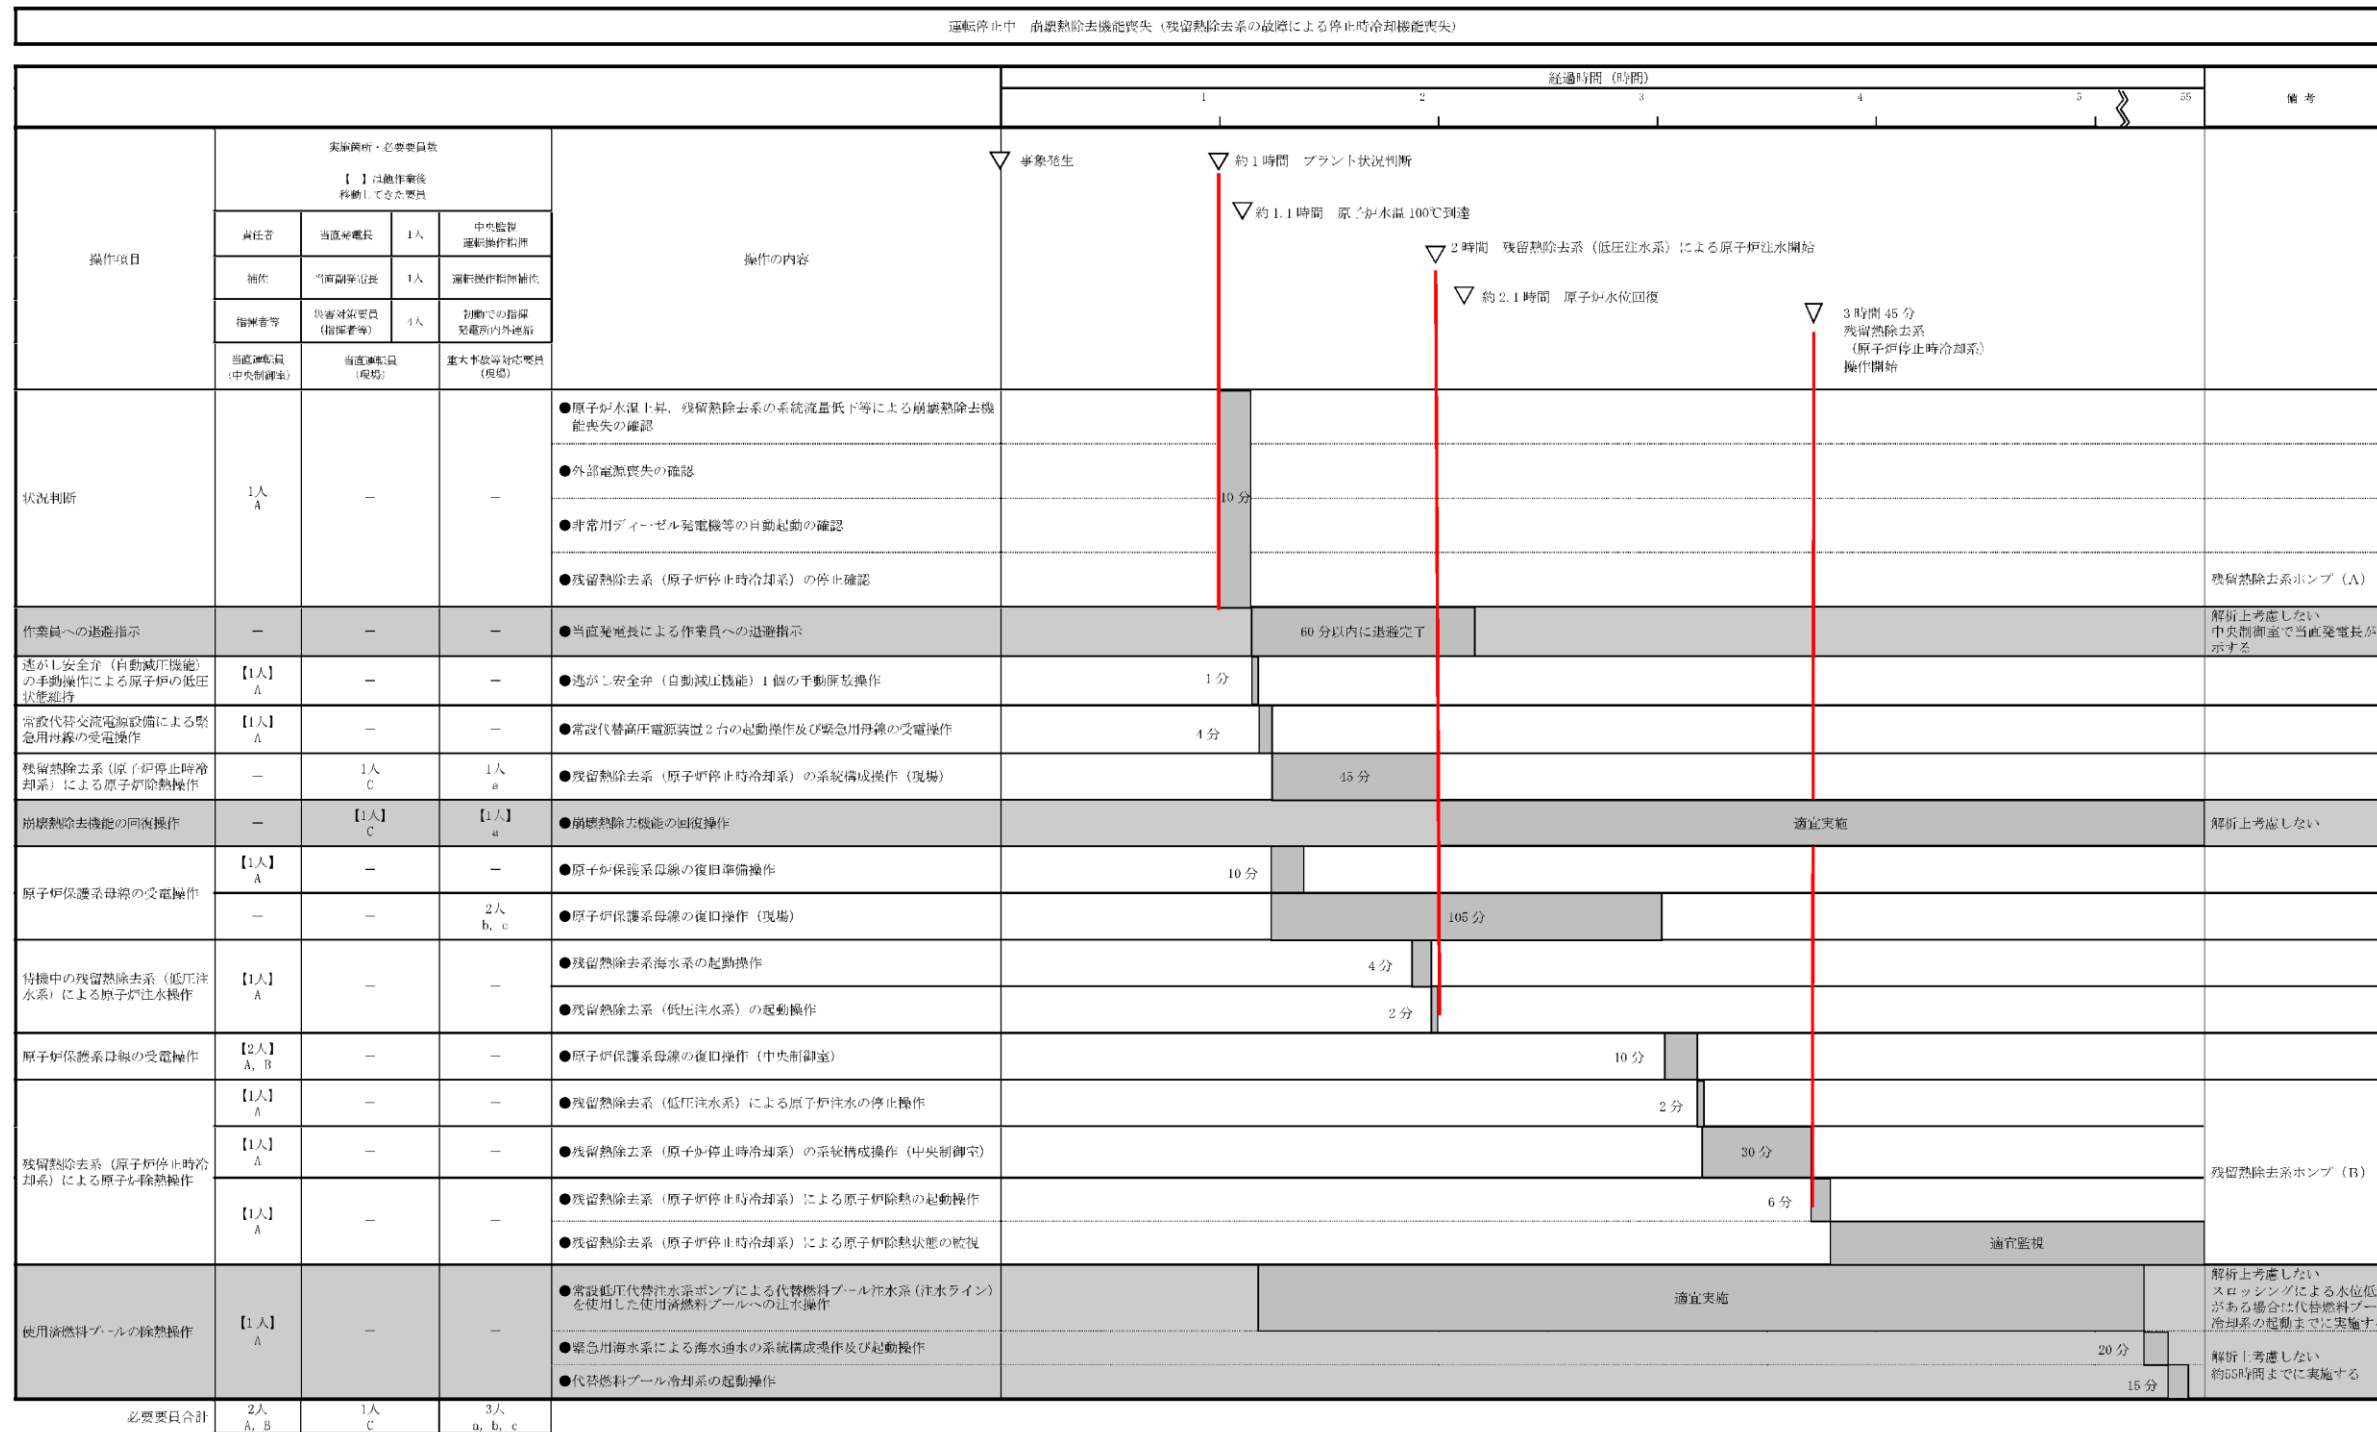 運転停止中　崩壊熱除去機能喪失（残留熱除去系の故障による停止時冷却機能喪失）
経過時間（時間）
1
2
3
4
5
55
備 考
操作項目
実施箇所・必要要員数
【　】は他作業後
移動してきた要員
責任者
当直発電長
1人
中央監視
運転操作指揮
補佐
当直副発電長
1人
運転操作指揮補佐
指揮者等
災害対策要員
（指揮者等）
4人
初動での指揮
発電所内外連絡
当直運転員
（中央制御室）
当直運転員
（現場）
重大事故等対応要員
（現場）
操作の内容
事象発生
約1時間　プラント状況判断
約1.1時間　原子炉水温100℃到達
2時間　残留熱除去系（低圧注水系）による原子炉注水開始
約2.1時間　原子炉水位回復
3時間45分
残留熱除去系
（原子炉停止時冷却系）
操作開始
状況判断
1人
A
－
－
●原子炉水温上昇，残留熱除去系の系統流量低下等による崩壊熱除去機
能喪失の確認
●外部電源喪失の確認
10分
●非常用ディーゼル発電機等の自動起動の確認
●残留熱除去系（原子炉停止時冷却系）の停止確認
残留熱除去系ポンプ（A）
作業員への退避指示
－
－
－
●当直発電長による作業員への退避指示
60分以内に退避完了
解析上考慮しない
中央制御室で当直発電長が
示する
逃がし安全弁（自動減圧機能）
の手動操作による原子炉の低圧
状態維持
【1人】
A
－
－
●逃がし安全弁（自動減圧機能）1個の手動開放操作
1分
常設代替交流電源設備による緊
急用母線の受電操作
【1人】
A
－
－
●常設代替高圧電源装置2台の起動操作及び緊急用母線の受電操作
4分
残留熱除去系（原子炉停止時冷
却系）による原子炉除熱操作
－
1人
C
1人
a
●残留熱除去系（原子炉停止時冷却系）の系統構成操作（現場）
45分
崩壊熱除去機能の回復操作
－
【1人】
C
【1人】
a
●崩壊熱除去機能の回復操作
適宜実施
解析上考慮しない
原子炉保護系母線の受電操作
【1人】
A
－
－
●原子炉保護系母線の復旧準備操作
10分
－
－
2人
b, c
●原子炉保護系母線の復旧操作（現場）
105分
待機中の残留熱除去系（低圧注
水系）による原子炉注水操作
【1人】
A
－
－
●残留熱除去系海水系の起動操作
4分
●残留熱除去系（低圧注水系）の起動操作
2分
原子炉保護系母線の受電操作
【2人】
A, B
－
－
●原子炉保護系母線の復旧操作（中央制御室）
10分
残留熱除去系（原子炉停止時冷
却系）による原子炉除熱操作
【1人】
A
－
－
●残留熱除去系（低圧注水系）による原子炉注水の停止操作
2分
【1人】
A
－
－
●残留熱除去系（原子炉停止時冷却系）の系統構成操作（中央制御室）
30分
残留熱除去系ポンプ（B）
【1人】
A
－
－
●残留熱除去系（原子炉停止時冷却系）による原子炉除熱の起動操作
6分
●残留熱除去系（原子炉停止時冷却系）による原子炉除熱状態の監視
適宜監視
使用済燃料プールの除熱操作
【1人】
A
－
－
●常設低圧代替注水系ポンプによる代替燃料プール注水系（注水ライン）
を使用した使用済燃料プールへの注水操作
適宜実施
解析上考慮しない
スロッシングによる水位低
がある場合は代替燃料プー
冷却系の起動までに実施す
●緊急用海水系による海水通水の系統構成操作及び起動操作
20分
●代替燃料プール冷却系の起動操作
15分
解析上考慮しない
約55時間までに実施する
必要要員合計
2人
A, B
1人
C
3人
a, b, c